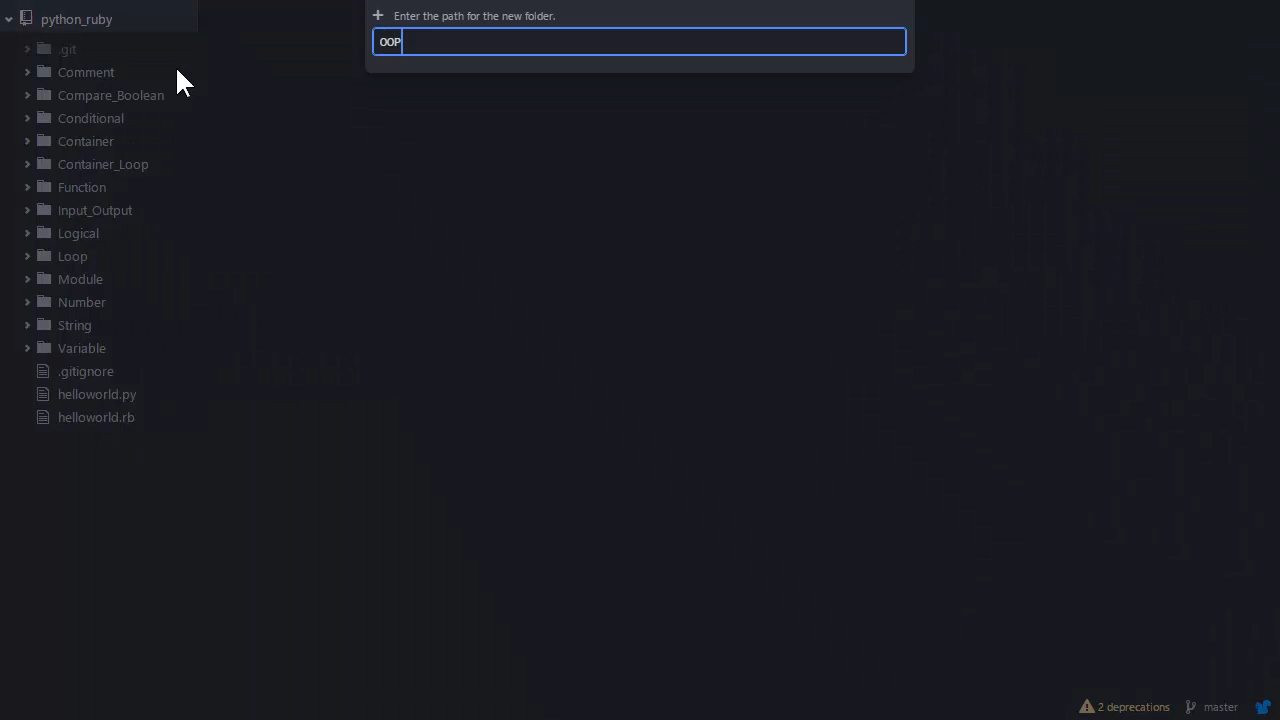 python_ruby
Enter the path for the new folder.
OOP
.git
Comment
Compare_Boolean
Conditional
Container
Container_Loop
Function
Input_Output
Logical
Loop
Module
Number
String
Variable
.gitignore
helloworld.py
helloworld.rb
2 deprecations
master